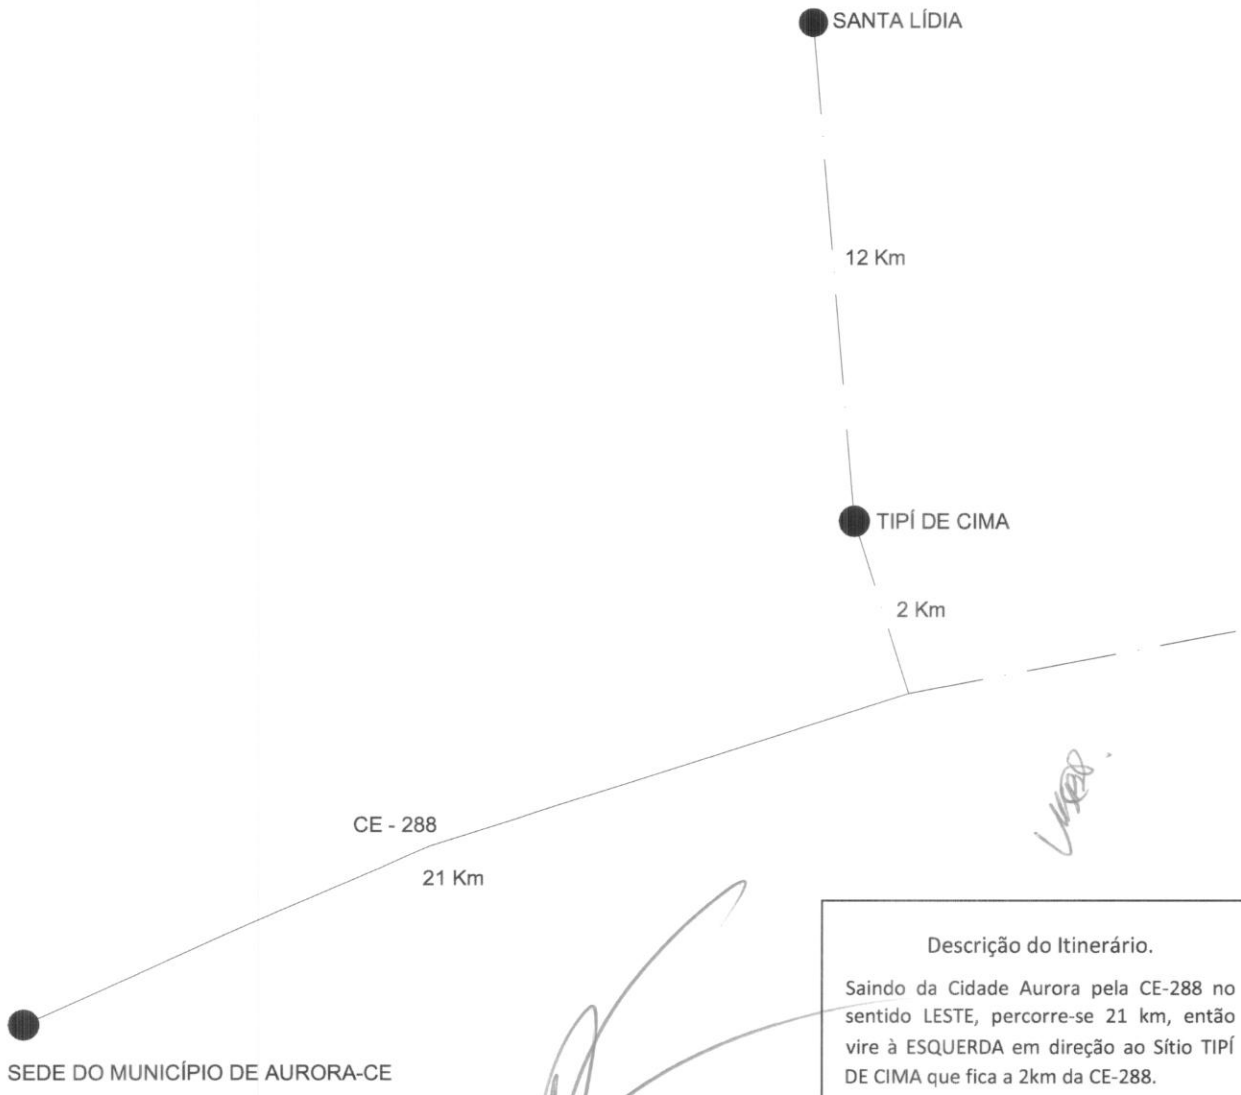 SANTA LÍDIA
12 Km
TIPÍ DE CIMA
2 Km
CE - 288
21 Km
SEDE DO MUNICÍPIO DE AURORA-CE
Descrição do Itinerário.
Saindo da Cidade Aurora pela CE-288 no
sentido LESTE, percorre-se 21 km, então
vire à ESQUERDA em direção ao Sítio TIPÍ
DE CIMA que fica a 2km da CE-288.